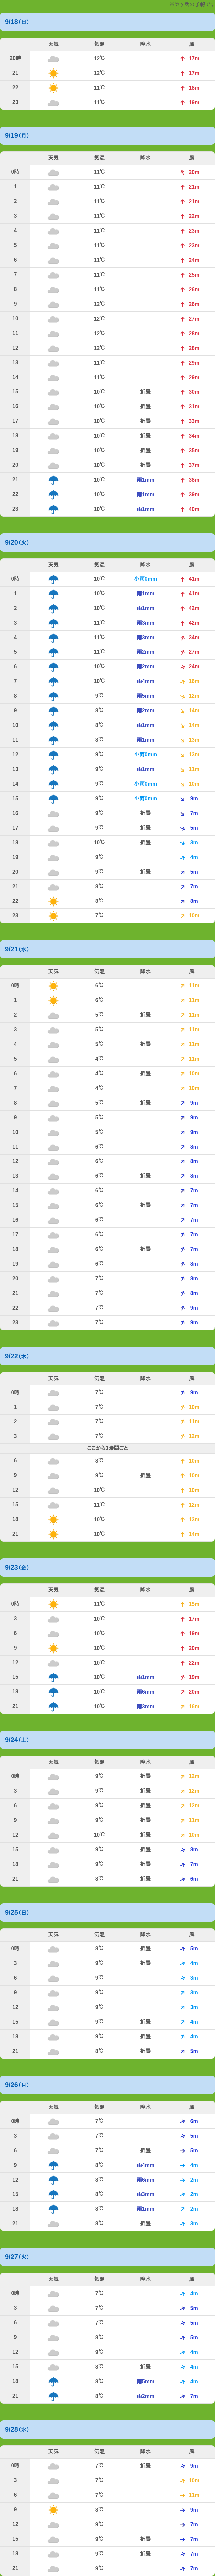 9/18(日)
天気 気温 降水 風
20時 12℃ 17m
21 12℃ 17m
22 11℃ 18m
23 11℃ 19m
9/19(月)
天気 気温 降水 風
0時 11℃ 20m
1 11℃ 21m
2 11℃ 21m
3 11℃ 22m
4 11℃ 23m
5 11℃ 23m
6 11℃ 24m
7 11℃ 25m
8 11℃ 26m
9 12℃ 26m
10 12℃ 27m
11 12℃ 28m
12 12℃ 29m
13 11℃ 29m
14 11℃ 29m
15 10℃ 折曇 30m
16 10℃ 折曇 31m
17 10℃ 折曇 33m
18 10℃ 折曇 34m
19 10℃ 折曇 35m
20 10℃ 折曇 37m
21 10℃ 雨1mm 38m
22 10℃ 雨1mm 39m
23 10℃ 雨1mm 40m
9/20(火)
天気 気温 降水 風
0時 10℃ 小雨0mm 41m
1 10℃ 雨1mm 41m
2 10℃ 雨1mm 42m
3 10℃ 雨3mm 42m
4 11℃ 雨3mm 34m
5 11℃ 雨2mm 27m
6 10℃ 雨2mm 24m
7 10℃ 雨4mm 16m
8 9℃ 雨5mm 12m
9 8℃ 雨2mm 14m
10 9℃ 雨1mm 14m
11 8℃ 雨1mm 13m
12 9℃ 小雨0mm 13m
13 9℃ 雨1mm 11m
14 9℃ 小雨0mm 10m
15 9℃ 小雨0mm 9m
16 9℃ 折曇 7m
17 9℃ 折曇 5m
18 10℃ 折曇 3m
19 9℃ 4m
20 9℃ 折曇 5m
21 8℃ 7m
22 8℃ 8m
23 7℃ 10m
9/21(水)
天気 気温 降水 風
0時 6℃ 11m
1 6℃ 11m
2 5℃ 折曇 11m
3 5℃ 11m
4 5℃ 折曇 11m
5 4℃ 11m
6 4℃ 折曇 10m
7 4℃ 10m
8 5℃ 折曇 9m
9 5℃ 9m
10 5℃ 9m
11 6℃ 8m
12 6℃ 8m
13 6℃ 折曇 8m
14 6℃ 7m
15 6℃ 折曇 7m
16 6℃ 7m
17 6℃ 7m
18 6℃ 折曇 7m
19 6℃ 8m
20 7℃ 8m
21 7℃ 8m
22 7℃ 9m
23 7℃ 9m
9/22(木)
天気 気温 降水 風
0時 7℃ 9m
1 7℃ 10m
2 7℃ 11m
3 7℃ 12m
ここから3時間ごと
6 8℃ 10m
9 9℃ 折曇 10m
12 10℃ 10m
15 11℃ 12m
18 10℃ 13m
21 10℃ 14m
9/23(金)
天気 気温 降水 風
0時 11℃ 15m
3 10℃ 17m
6 10℃ 19m
9 10℃ 20m
12 10℃ 22m
15 10℃ 雨1mm 19m
18 10℃ 雨6mm 20m
21 10℃ 雨3mm 16m
9/24(土)
天気 気温 降水 風
0時 9℃ 折曇 12m
3 9℃ 折曇 12m
6 9℃ 折曇 12m
9 9℃ 折曇 11m
12 10℃ 折曇 10m
15 9℃ 折曇 8m
18 9℃ 折曇 7m
21 8℃ 折曇 6m
9/25(日)
天気 気温 降水 風
0時 8℃ 折曇 5m
3 9℃ 折曇 4m
6 9℃ 3m
9 9℃ 3m
12 9℃ 3m
15 9℃ 折曇 4m
18 9℃ 折曇 4m
21 8℃ 折曇 5m
9/26(月)
天気 気温 降水 風
0時 7℃ 6m
3 7℃ 5m
6 7℃ 折曇 5m
9 8℃ 雨4mm 4m
12 8℃ 雨6mm 2m
15 8℃ 雨3mm 2m
18 8℃ 雨1mm 2m
21 8℃ 折曇 3m
9/27(火)
天気 気温 降水 風
0時 7℃ 4m
3 7℃ 5m
6 7℃ 5m
9 8℃ 5m
12 9℃ 4m
15 8℃ 折曇 4m
18 8℃ 雨5mm 4m
21 8℃ 雨2mm 7m
9/28(水)
天気 気温 降水 風
0時 7℃ 折曇 9m
3 7℃ 10m
6 7℃ 11m
9 8℃ 9m
12 9℃ 7m
15 9℃ 折曇 7m
18 9℃ 折曇 7m
21 9℃ 7m